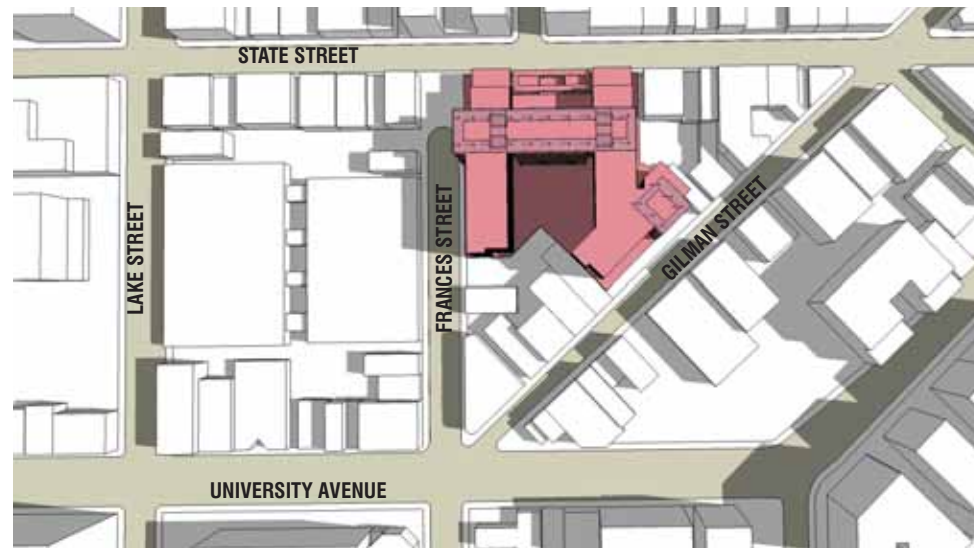 STATE STREET
LAKE STREET
FRANCES STREET
GILMAN STREET
UNIVERSITY AVENUE